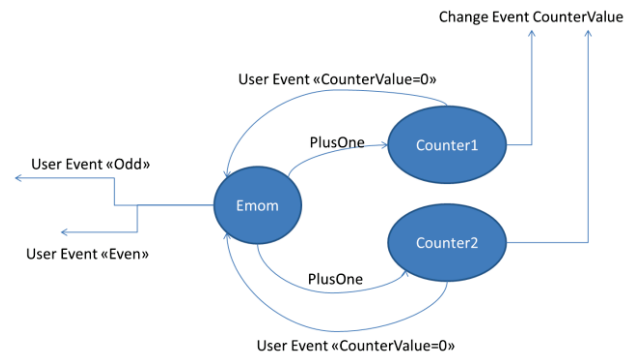 Change Event CounterValue
User Event «CounterValue=0»
PlusOne
Counter1
User Event «Odd»
Emom
Counter2
User Event «Even»
PlusOne
User Event «CounterValue=0»